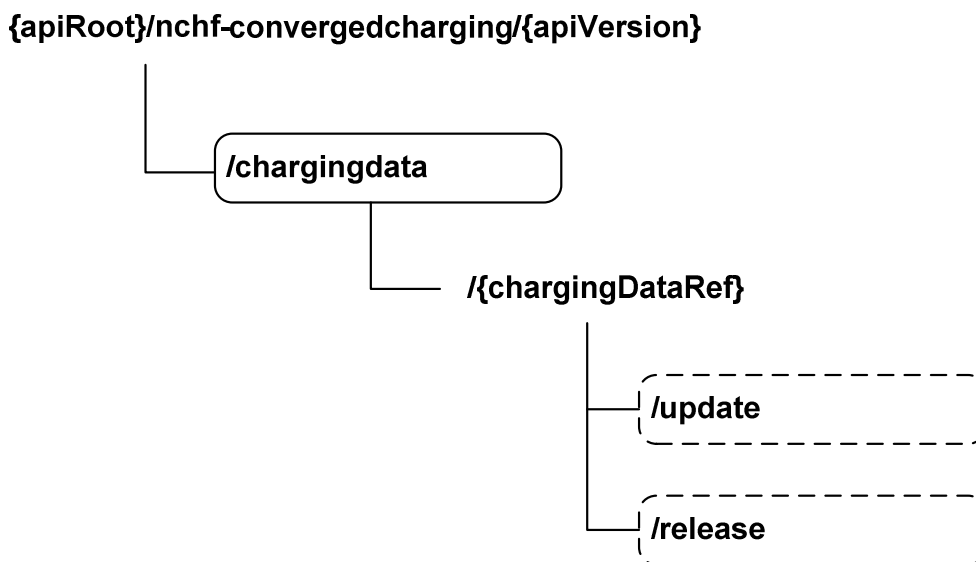 {apiRoot}/nchf-convergedcharging/{apiVersion}
/chargingdata
/{chargingDataRef}
/update
/release